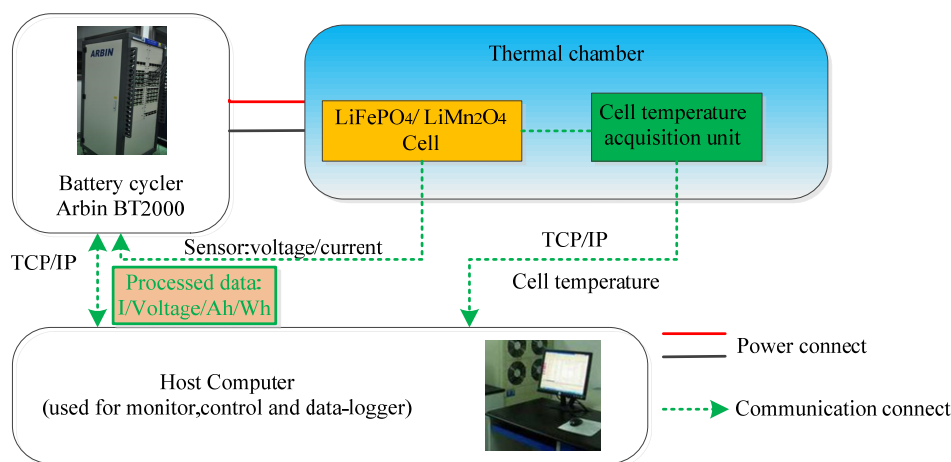 ARBIN
Battery cycler
Arbin BT2000
Thermal chamber
LiFePO4/ LiMn2O4
Cell
Cell temperature
acquisition unit
TCP/IP
Sensor:voltage/current
Processed data:
I/Voltage/Ah/Wh
TCP/IP
Cell temperature
Host Computer
(used for monitor,control and data-logger)
Power connect
Communication connect